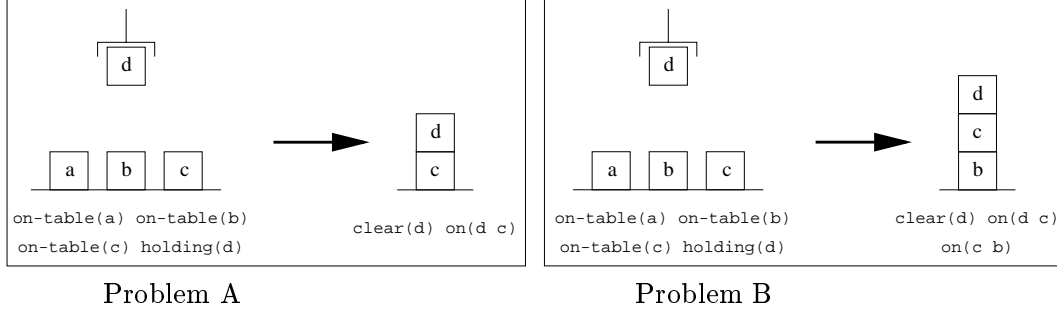 d
a b c
on-table(a) on-table(b)
on-table(c) holding(d)
d
c
clear(d) on(d c)
Problem A
d
a b c
on-table(a) on-table(b)
on-table(c) holding(d)
d
c
b
clear(d) on(d c)
on(c b)
Problem B